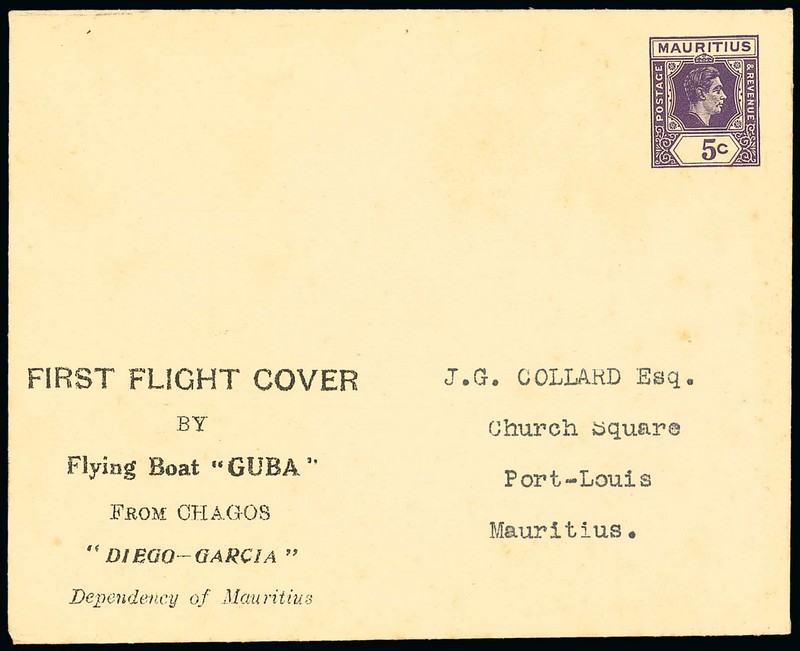 MAURITIUS
POSTAGE
& REVENUE
5c
FIRST FLIGHT COVER
BY
Flying Boat "GUBA"
FROM CHAGOS
"DIEGO-GARCIA"
Dependency of Mauritius
J.G. COLLARD Esq.
Church Square
Port-Louis
Mauritius.